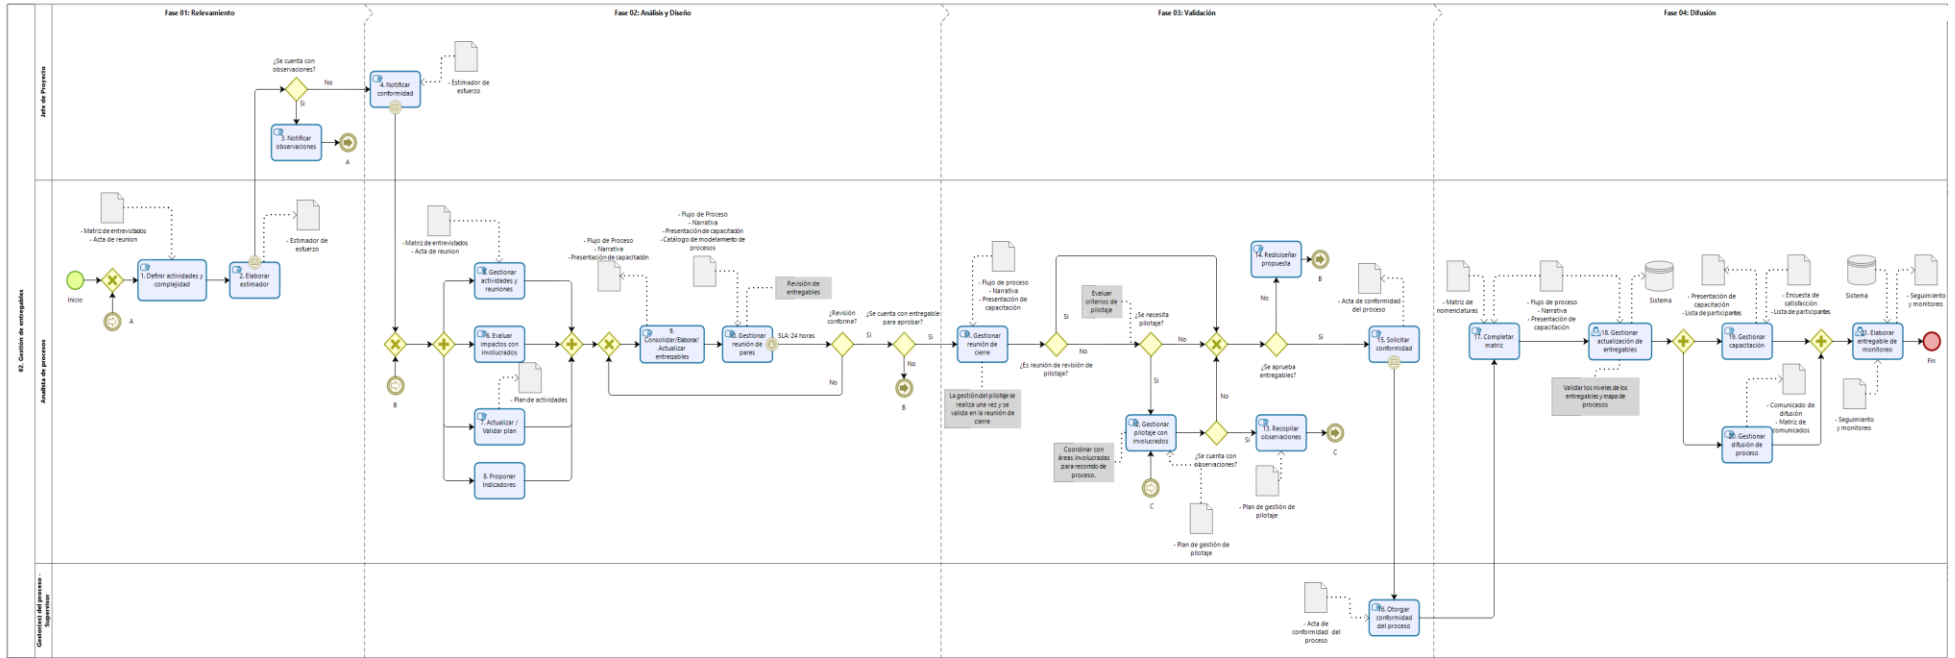 Fase 01: Relevamiento
Fase 02: Análisis y Diseño
Fase 03: Validación
Fase 04: Difusión
02. Gestión de entregables
Jefe de Proyecto
¿Se cuenta con
observaciones?
No
Si
3. Notificar
observaciones
A
4. Notificar
conformidad
- Estimador de
esfuerzo
Analista de procesos
Inicio
A
- Matriz de entrevistados
- Acta de reunion
1. Definir actividades y
complejidad
2. Elaborar
estimador
- Estimador de
esfuerzo
B
- Matriz de entrevistados
- Acta de reunion
Gestionar
actividades y
reuniones
6. Evaluar
impactos con
involucrados
- Plan de actividades
7. Actualizar /
Validar plan
8. Proponer
Indicadores
- Flujo de Proceso
- Narrativa
- Presentación de capacitación
9.
Consolidar/Elaborar/
Actualizar
entregables
- Flujo de Proceso
- Narrativa
- Presentación de capacitación
- Catálogo de modelamiento de
procesos
Revisión de
entregables
10. Gestionar
reunión de
pares
SLA: 24 horas
¿Revisión
conforme?
Si
No
¿Se cuenta con entregable
para aprobar?
Si
No
B
- Flujo de proceso
- Narrativa
- Presentación de
capacitación
11. Gestionar
reunión de
cierre
La gestión del pilotaje se
realiza una vez y se
valida en la reunión de
cierre
Si
No
¿Es reunión de revisión de
pilotaje?
Evaluar
criterios de
pilotaje
¿Se necesita
pilotaje?
No
Si
12. Gestionar
pilotaje con
involucrados
Coordinar con
áreas involucradas
para recorrido de
proceso.
C
- Plan de gestión de
pilotaje
No
Si
¿Se cuenta con
observaciones?
13. Recopilar
observaciones
C
- Plan de gestión de
pilotaje
14. Rediseñar
propuesta
B
No
Si
¿Se aprueba
entregables?
- Acta de conformidad
del proceso
15. Solicitar
conformidad
- Matriz de
nomenclaturas
17. Completar
matriz
- Flujo de proceso
- Narrativa
- Presentación de
capacitación
18. Gestionar
actualización de
entregables
Validar los niveles de los
entregables y mapa de
procesos
Sistema
- Presentación de
capacitación
- Lista de participantes
19. Gestionar
capacitación
- Encuesta de
satisfacción
- Lista de participantes
- Comunicado de
difusión
- Matriz de
comunicados
20. Gestionar
difusión de
proceso
Sistema
- Seguimiento
y monitoreo
21. Elaborar
entregable de
monitoreo
- Seguimiento
y monitoreo
Fin
Gestor(es) del proceso -
Supervisor
- Acta de
conformidad del
proceso
16. Otorgar
conformidad
del proceso